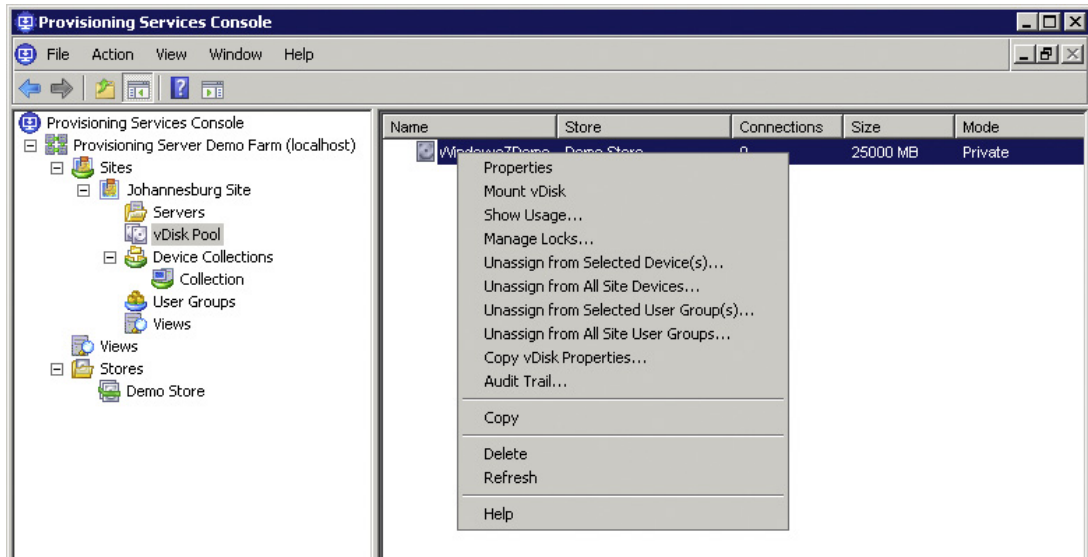 Provisioning Services Console
File Action View Window Help
Provisioning Services Console
Provisioning Server Demo Farm (localhost)
Sites
Johannesburg Site
Servers
vDisk Pool
Device Collections
Collection
User Groups
Views
Views
Stores
Demo Store
Name Store Connections Size Mode
vWindows7Demo Demo Store 0 25000 MB Private
Properties
Mount vDisk
Show Usage...
Manage Locks...
Unassign from Selected Device(s)...
Unassign from All Site Devices...
Unassign from Selected User Group(s)...
Unassign from All Site User Groups...
Copy vDisk Properties...
Audit Trail...
Copy
Delete
Refresh
Help